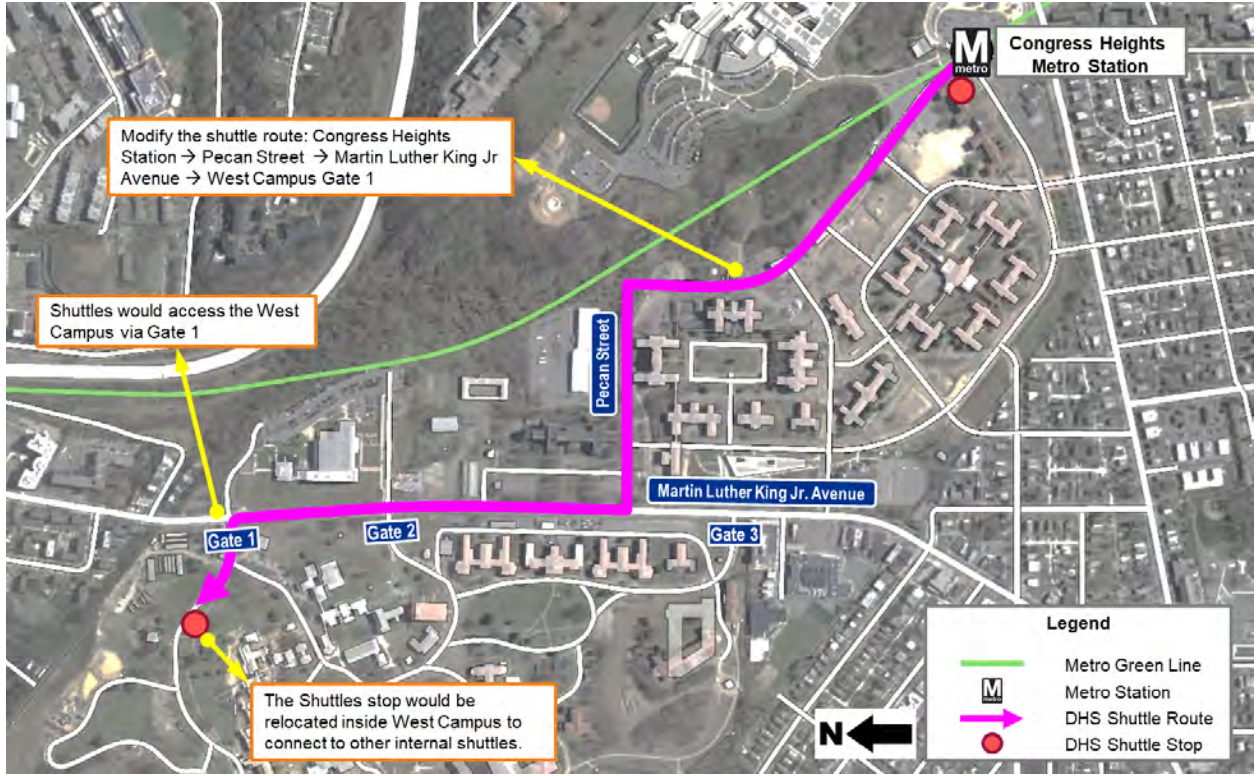 M
metro
Congress Heights
Metro Station
Modify the shuttle route: Congress Heights
Station → Pecan Street → Martin Luther King Jr
Avenue → West Campus Gate 1
Shuttles would access the West
Campus via Gate 1
Pecan Street
Martin Luther King Jr. Avenue
Gate 1
Gate 2
Gate 3
The Shuttles stop would be
relocated inside West Campus to
connect to other internal shuttles.
Legend
Metro Green Line
M
metro
Metro Station
DHS Shuttle Route
DHS Shuttle Stop
N